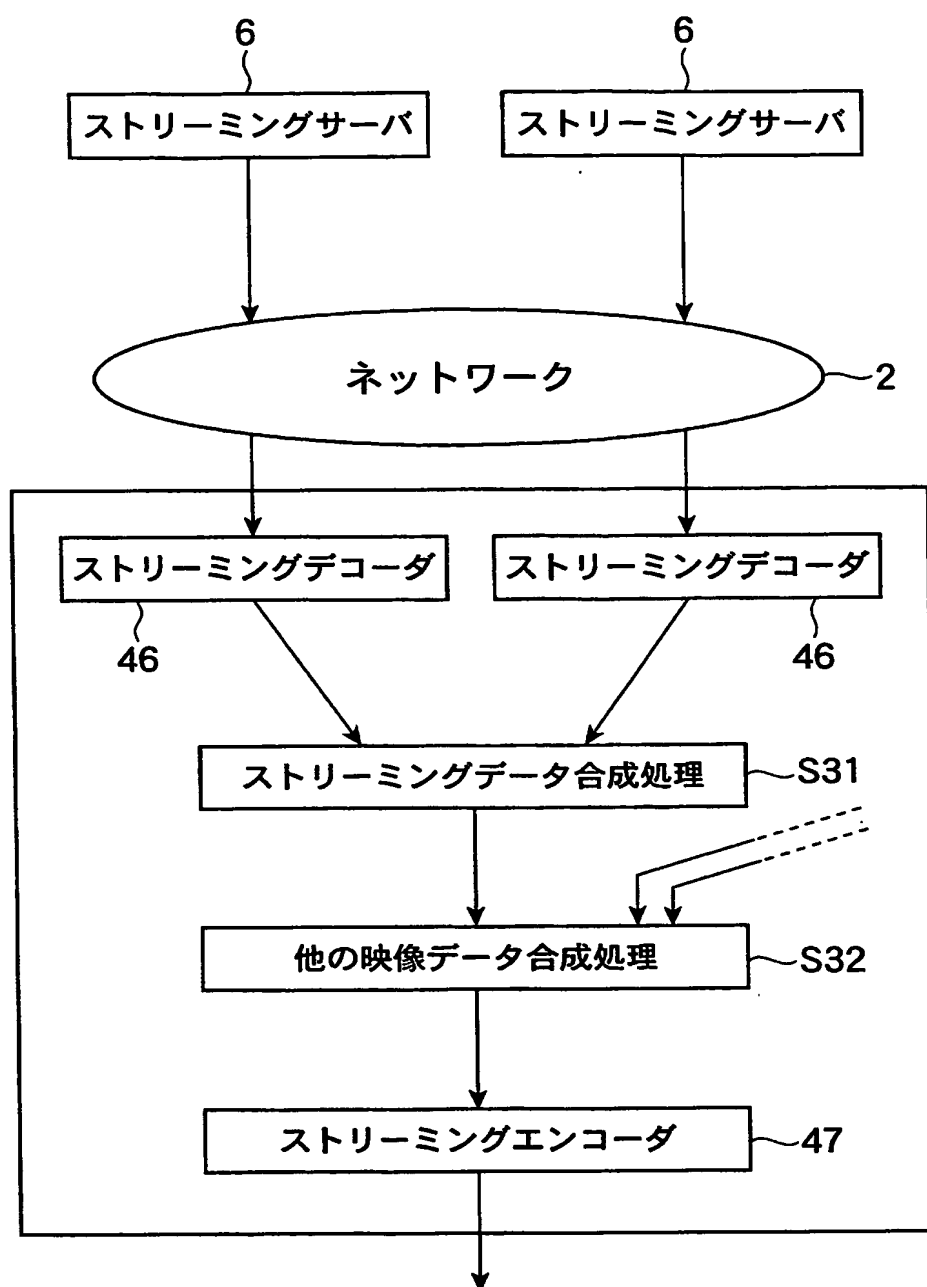 6
6
ストリーミングサーバ
ストリーミングサーバ
ネットワーク
2
ストリーミングデコーダ
ストリーミングデコーダ
46
46
ストリーミングデータ合成処理
S31
他の映像データ合成処理
S32
ストリーミングエンコーダ
47